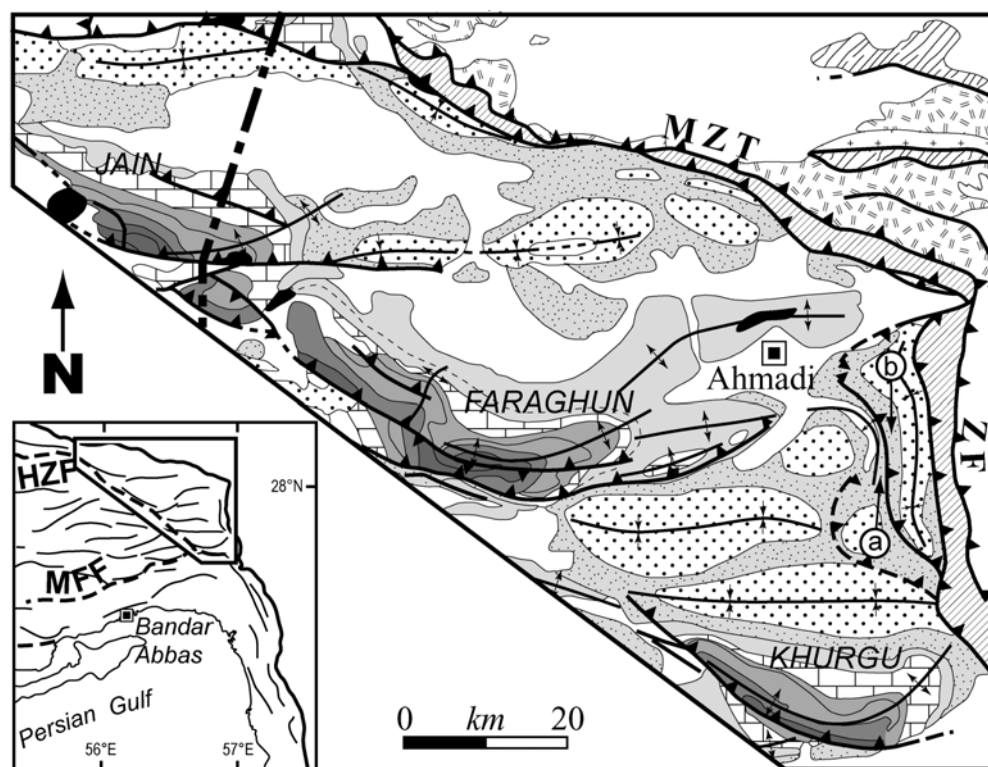 MZT
JAIN
N
FARAGHUN
Ahmadi
b
ZF
a
KHURGU
0 km 20
HZF
28°N
MFF
Bandar
Abbas
Persian Gulf
56°E 57°E